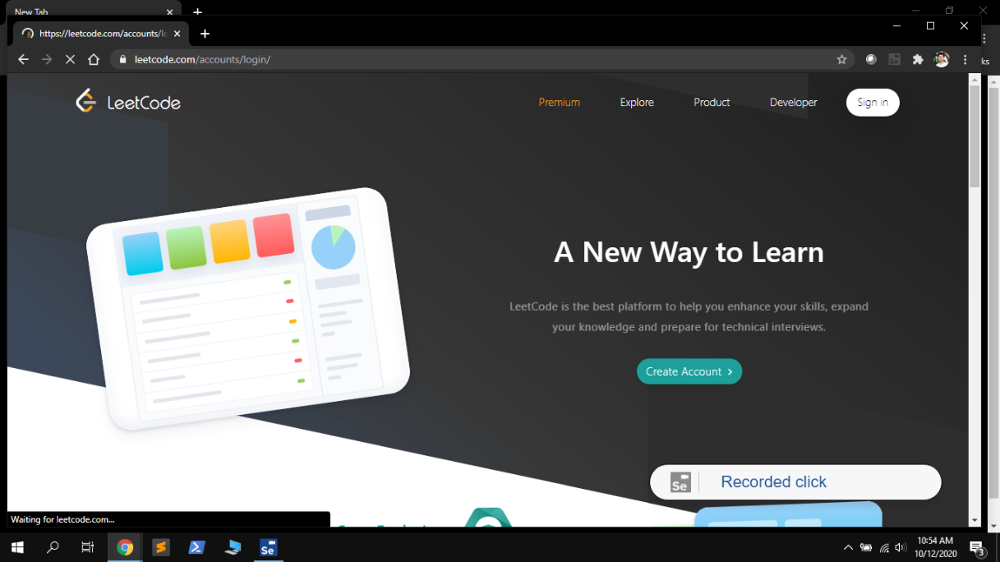 New Tab
https://leetcode.com/accounts/lo
leetcode.com/accounts/login/
ks
LeetCode
Premium
Explore
Product
Developer
Sign in
A New Way to Learn
LeetCode is the best platform to help you enhance your skills, expand
your knowledge and prepare for technical interviews.
Create Account
Se
Recorded click
Waiting for leetcode.com...
Se
10:54 AM
10/12/2020
3